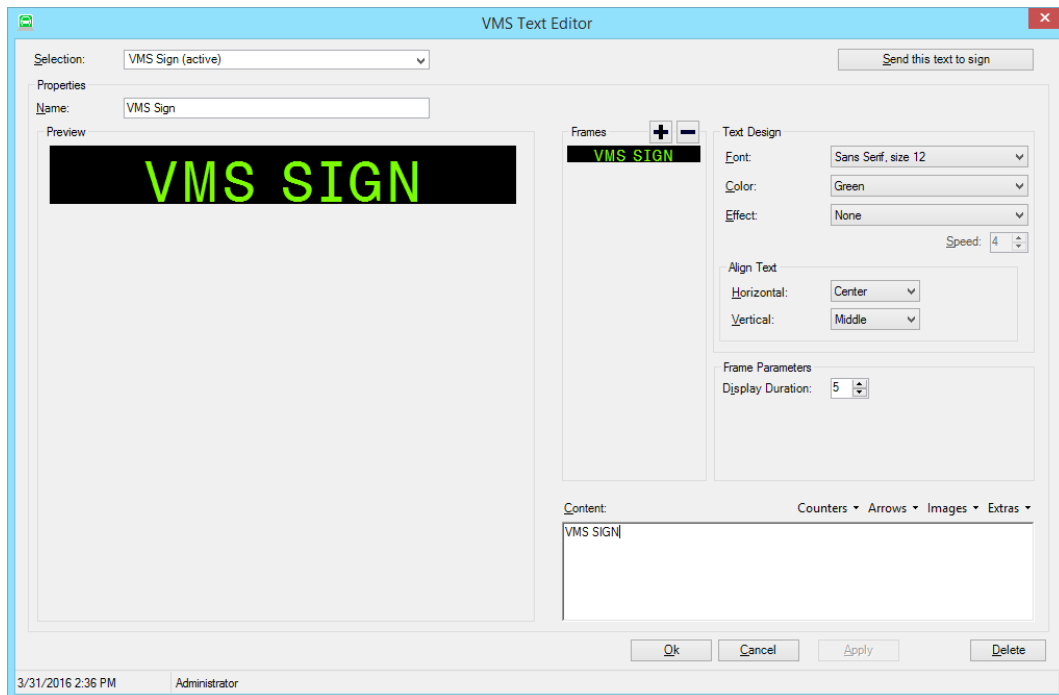 VMS Text Editor
Selection: VMS Sign (active) Send this text to sign
Properties
Name: VMS Sign
Preview
VMS SIGN
Frames
VMS SIGN
Text Design
Font: Sans Serif, size 12
Color: Green
Effect: None
Speed: 4
Align Text
Horizontal: Center
Vertical: Middle
Frame Parameters
Display Duration: 5
Content: Counters Arrows Images Extras
VMS SIGN
Ok Cancel Apply Delete
3/31/2016 2:36 PM Administrator